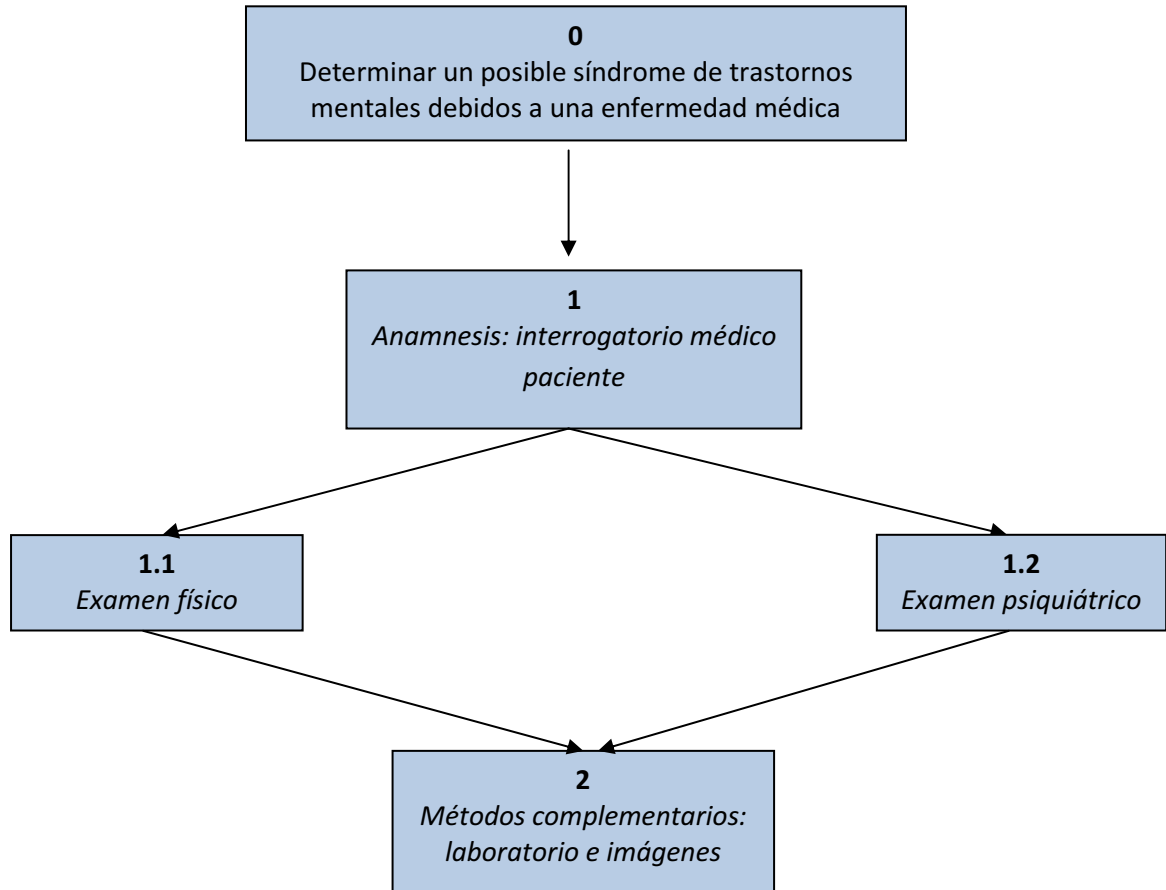 0
Determinar un posible síndrome de trastornos
mentales debidos a una enfermedad médica
1
Anamnesis: interrogatorio médico
paciente
1.1
Examen físico
1.2
Examen psiquiátrico
2
Métodos complementarios:
laboratorio e imágenes